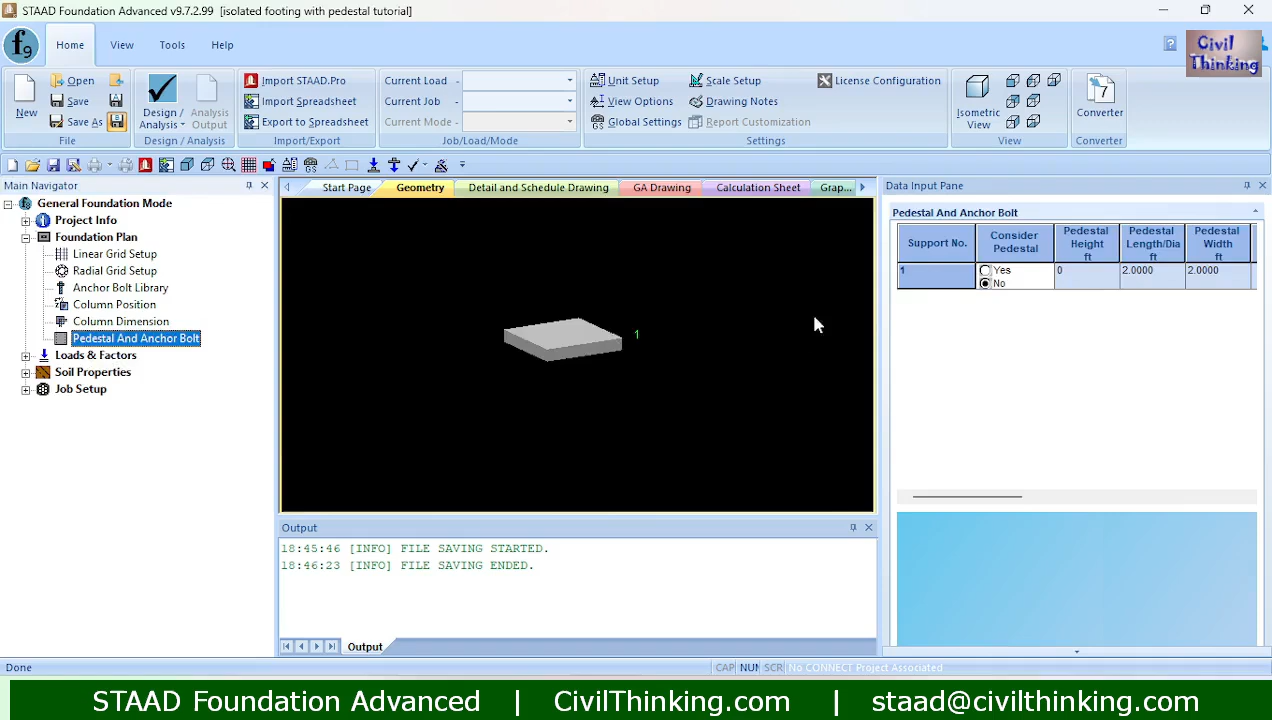 STAAD Foundation Advanced v9.7.2.99 [isolated footing with pedestal tutorial]
f9 Home View Tools Help
Civil Thinking
New
Open
Save
Save As
File
Design / Analysis
Analysis Output
Design / Analysis
Import STAAD.Pro
Import Spreadsheet
Export to Spreadsheet
Import/Export
Current Load
Current Job
Current Mode
Job/Load/Mode
Unit Setup
Scale Setup
License Configuration
View Options
Drawing Notes
Global Settings
Report Customization
Settings
Isometric View
View
7
Converter
Converter
Main Navigator
General Foundation Mode
Project Info
Foundation Plan
Linear Grid Setup
Radial Grid Setup
Anchor Bolt Library
Column Position
Column Dimension
Pedestal And Anchor Bolt
Loads & Factors
Soil Properties
Job Setup
Start Page Geometry Detail and Schedule Drawing GA Drawing Calculation Sheet Grap...
1
Output
18:45:46 [INFO] FILE SAVING STARTED.
18:46:23 [INFO] FILE SAVING ENDED.
Output
Data Input Pane
Pedestal And Anchor Bolt
Support No. Consider Pedestal Pedestal Height ft Pedestal Length/Dia ft Pedestal Width ft
1 Yes 0 2.0000 2.0000
No
Done
CAP NUM SCR No CONNECT Project Associated
STAAD Foundation Advanced | CivilThinking.com | staad@civilthinking.com